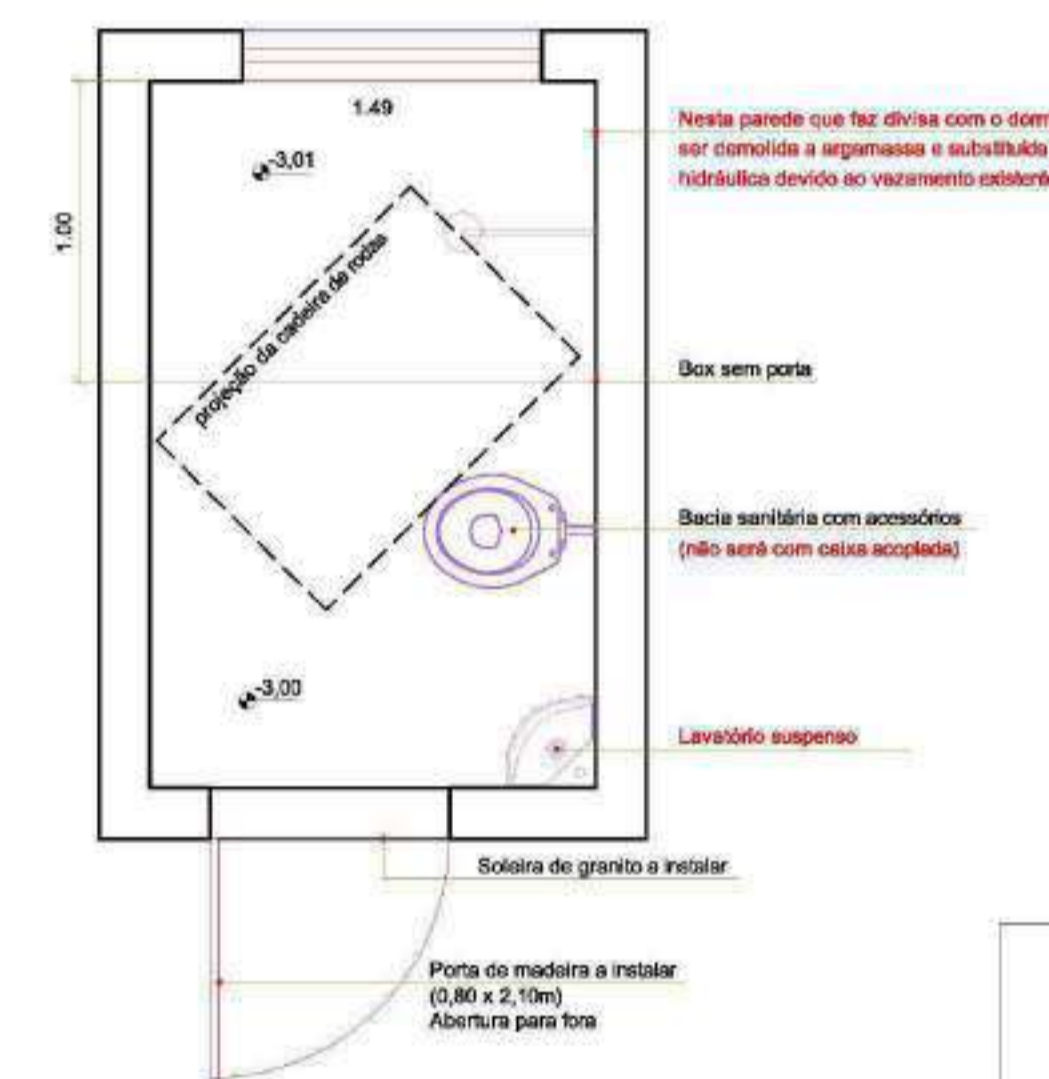 1.49
-3,01
1.00
Nesta parede que faz divisa com o dorm
ser demolida a argamassa e substituída
hidráulica devido ao vazamento existente
projeção da cadeira de rodas
Box sem porta
Bacia sanitária com acessórios
(não será com caixa acoplada)
-3,00
Lavatório suspenso
Soleira de granito a instalar
Porta de madeira a instalar
(0,80 x 2,10m)
Abertura para fora